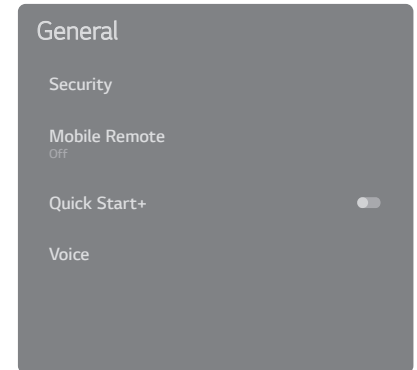 General
Security
Mobile Remote
Off
Quick Start+
Voice